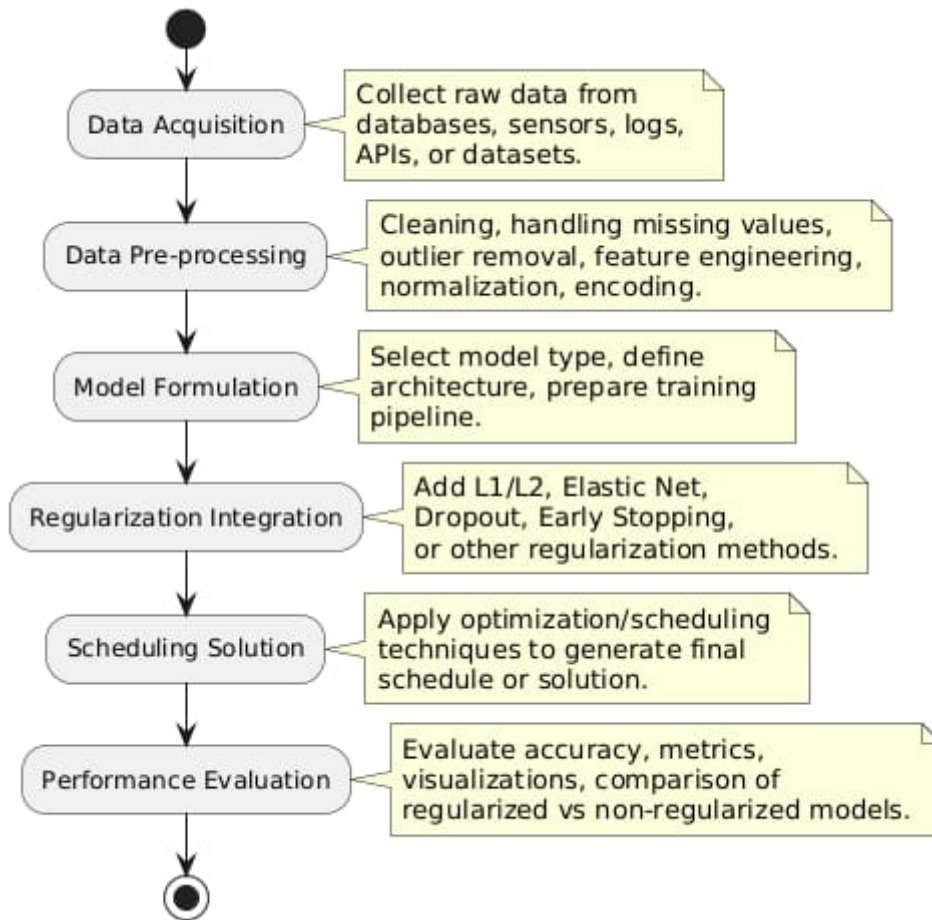 Data Acquisition
Collect raw data from
databases, sensors, logs,
APIs, or datasets.
Data Pre-processing
Cleaning, handling missing values,
outlier removal, feature engineering,
normalization, encoding.
Model Formulation
Select model type, define
architecture, prepare training
pipeline.
Regularization Integration
Add L1/L2, Elastic Net,
Dropout, Early Stopping,
or other regularization methods.
Scheduling Solution
Apply optimization/scheduling
techniques to generate final
schedule or solution.
Performance Evaluation
Evaluate accuracy, metrics,
visualizations, comparison of
regularized vs non-regularized models.